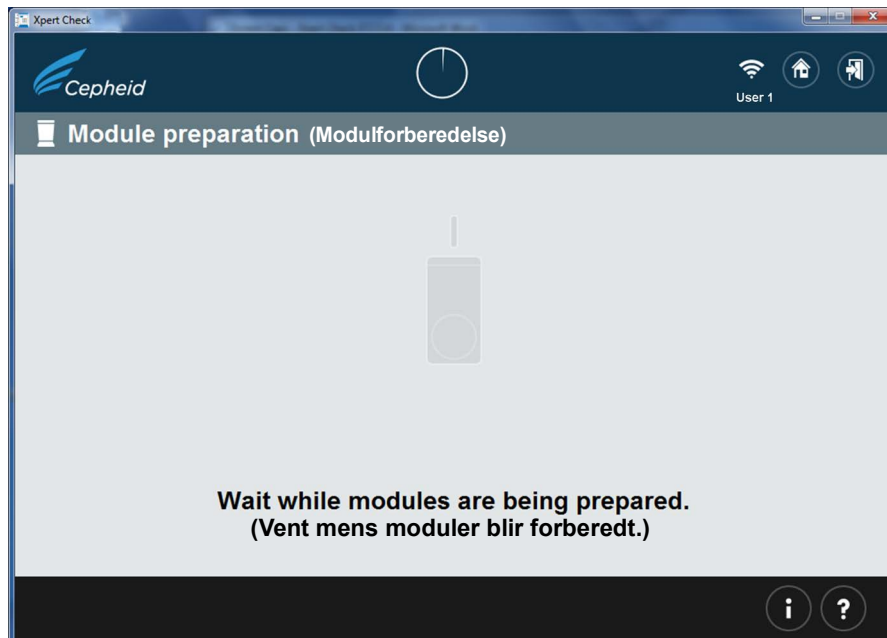 Xpert Check
Cepheid
User 1
Module preparation (Modulforberedelse)
Wait while modules are being prepared.
(Vent mens moduler blir forberedt.)
i ?